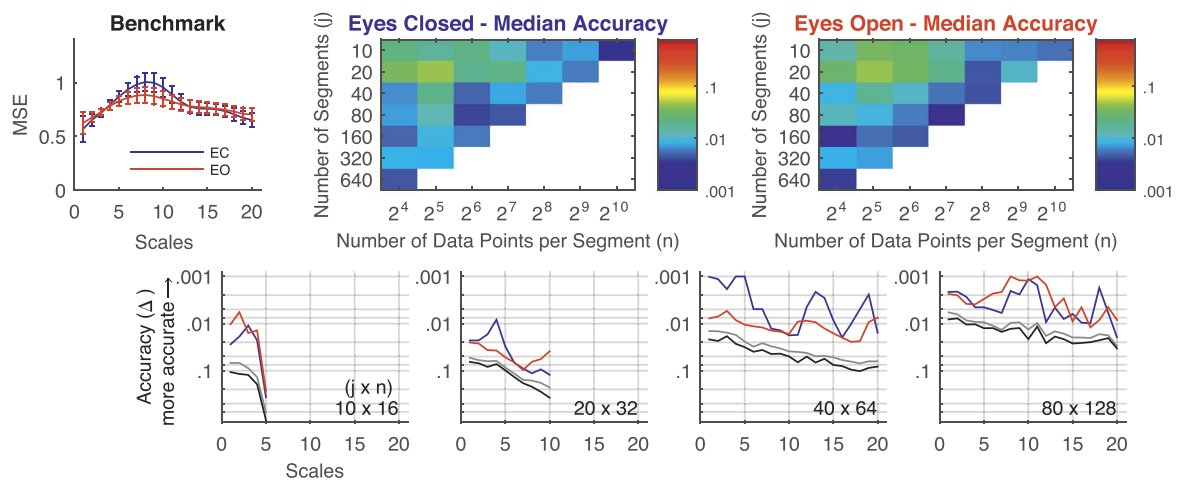 Benchmark
MSE
1
0.5
0
EC
EO
0 5 10 15 20
Scales
Eyes Closed - Median Accuracy
Number of Segments (j)
10
20
40
80
160
320
640
2^4 2^5 2^6 2^7 2^8 2^9 2^10
Number of Data Points per Segment (n)
.1
.01
.001
Eyes Open - Median Accuracy
Number of Segments (j)
10
20
40
80
160
320
640
2^4 2^5 2^6 2^7 2^8 2^9 2^10
Number of Data Points per Segment (n)
.1
.01
.001
Accuracy (Δ)
more accurate →
.001
.01
.1
(j x n)
10 x 16
0 5 10 15 20
Scales
.001
.01
.1
20 x 32
0 5 10 15 20
.001
.01
.1
40 x 64
0 5 10 15 20
.001
.01
.1
80 x 128
0 5 10 15 20